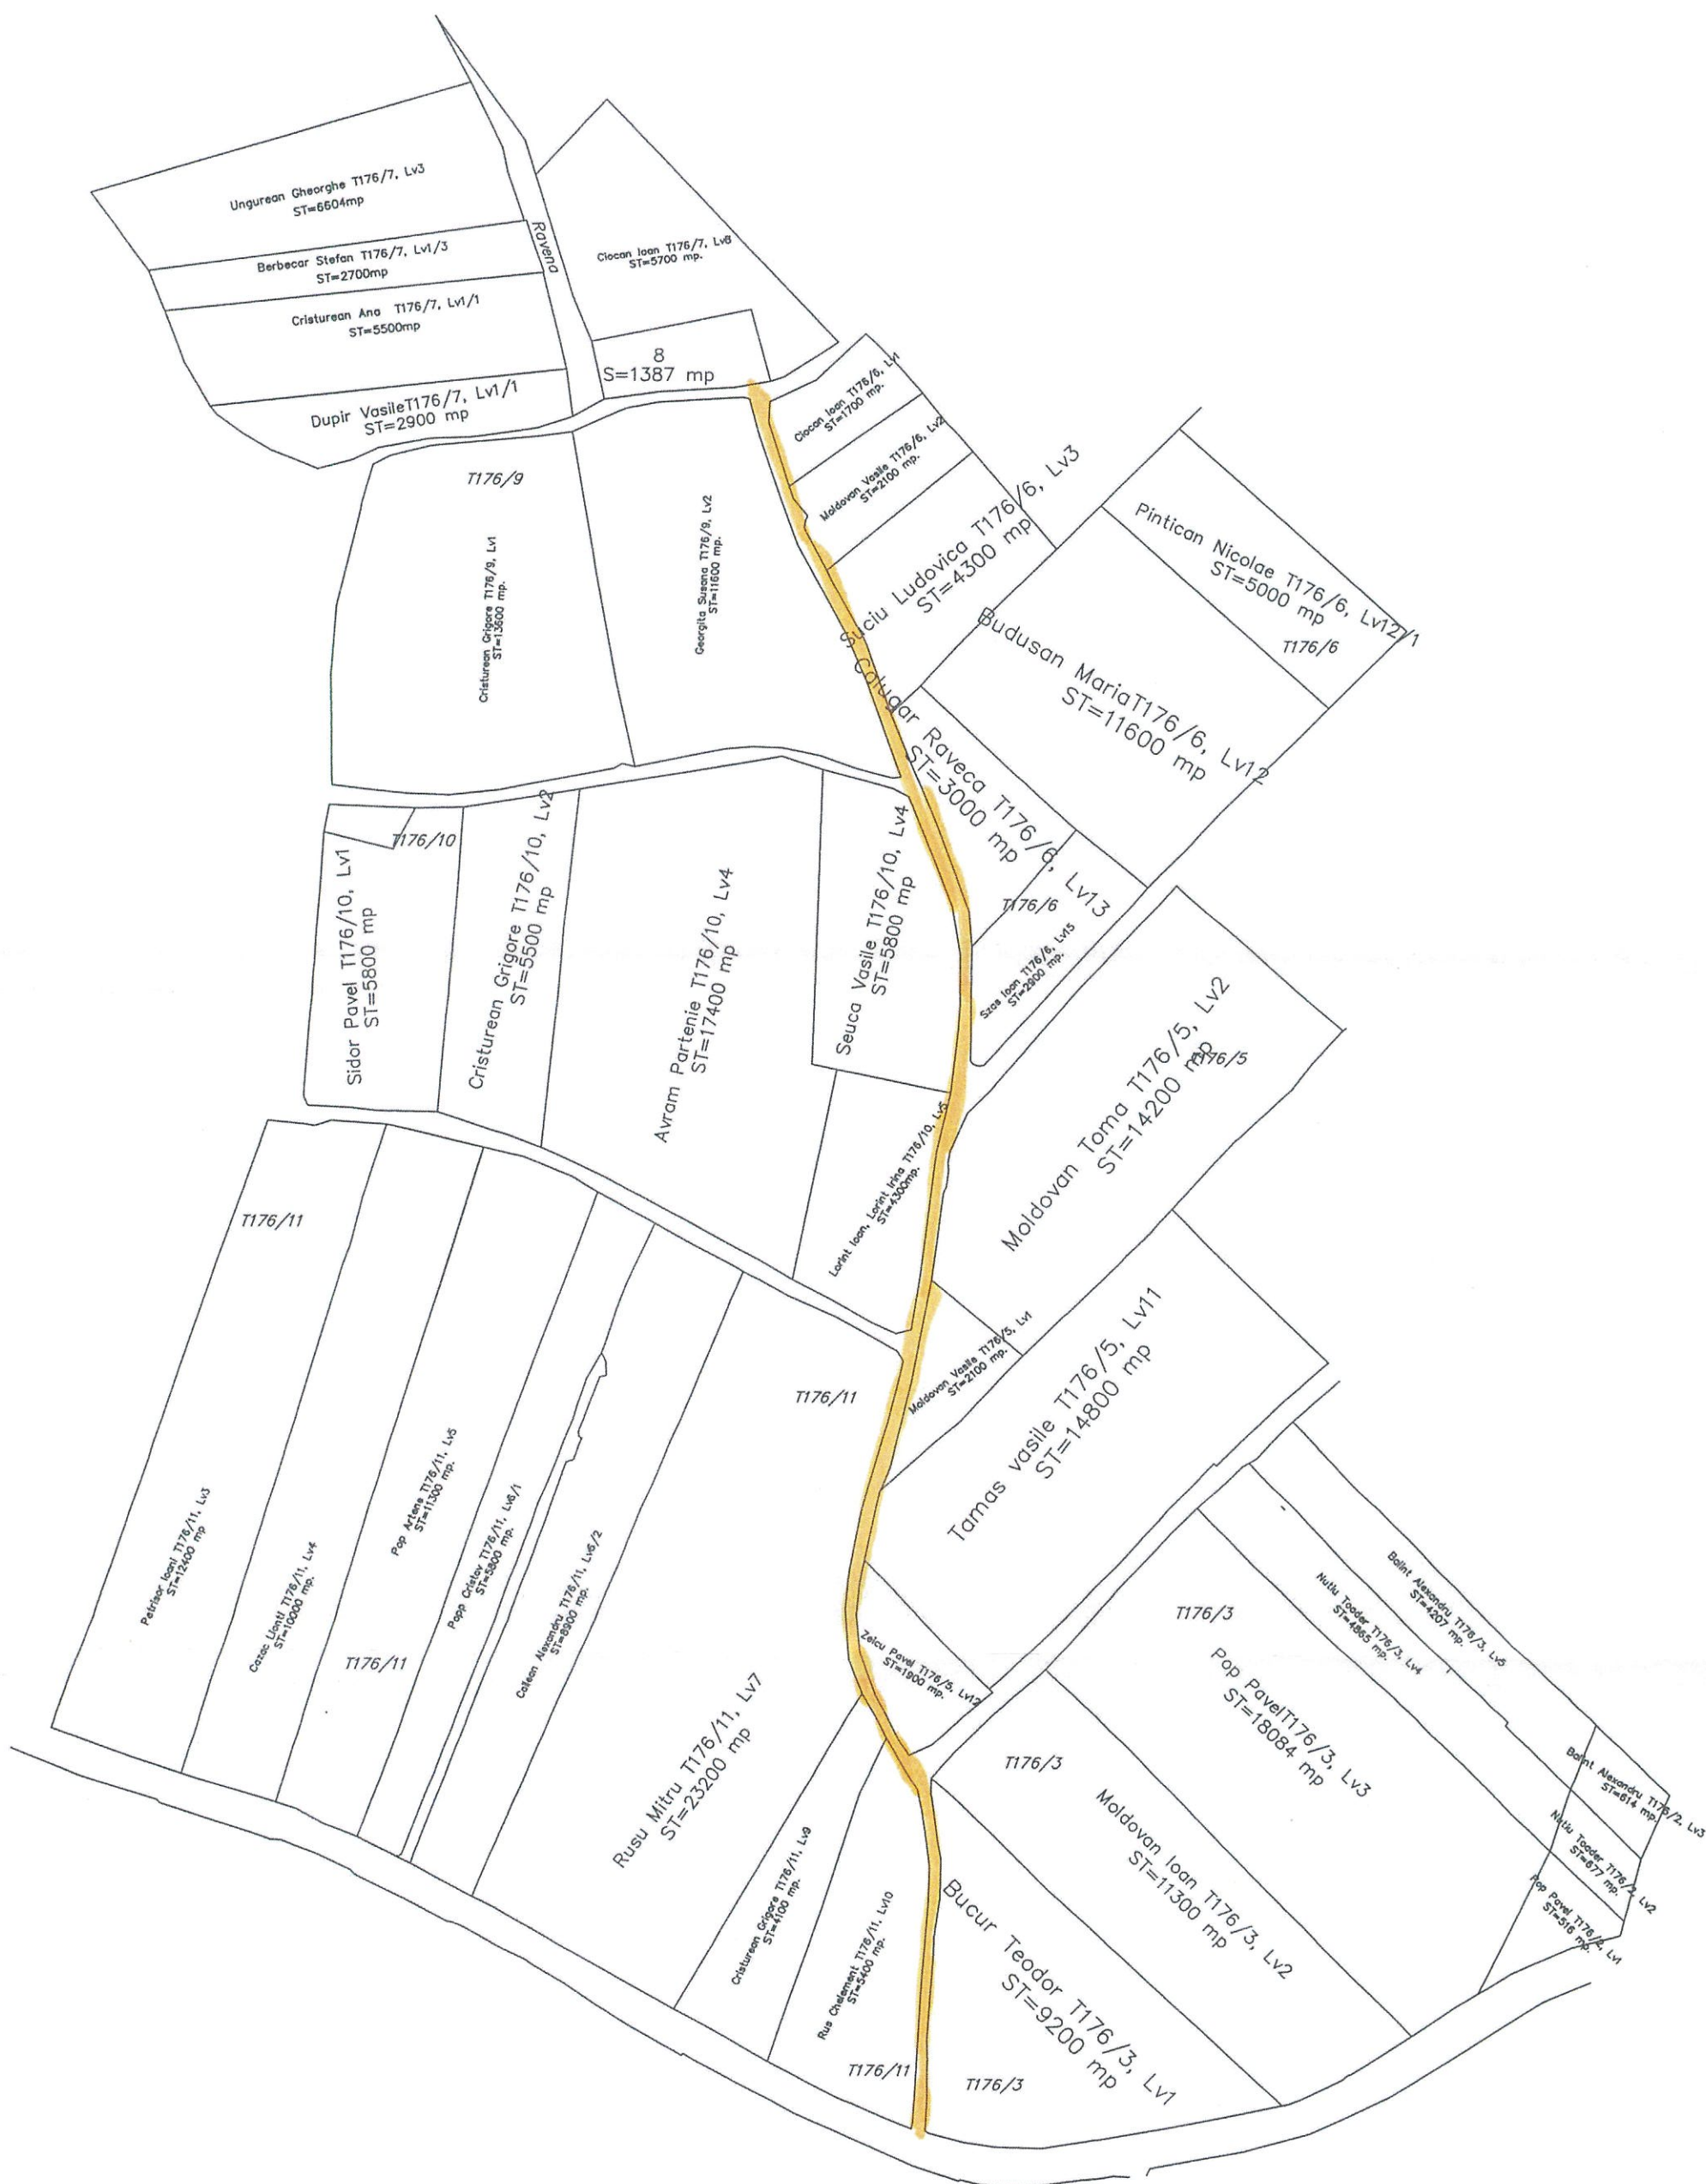 Ungurean Gheorghe T176/7, Lv3
ST=6604mp
Berbecar Stefan T176/7, Lv1/3
ST=2700mp
Cristurean Ana T176/7, Lv1/1
ST=5500mp
Dupir VasileT176/7, Lv1/1
ST=2900 mp
Ravena
Ciocan Ioan T176/7, Lv8
ST=5700 mp.
8
S=1387 mp
Ciocan Ioan T176/6, Lv1
ST=1700 mp.
Moldovan Vasile T176/6, Lv2
ST=2100 mp.
Suciu Ludovica T176/6, Lv3
ST=4300 mp
Pintican Nicolae T176/6, Lv12/1
ST=5000 mp
T176/6
Budusan MariaT176/6, Lv12
ST=11600 mp
Calugar Raveca T176/6, Lv13
ST=3000 mp
T176/6
Szas Ioan T176/6, Lv15
ST=2900 mp.
T176/9
Cristurean Grigore T176/9, Lv1
ST=13600 mp.
Georgita Susana T176/9, Lv2
ST=11600 mp.
T176/10
Sidor Pavel T176/10, Lv1
ST=5800 mp
Cristurean Grigore T176/10, Lv2
ST=5500 mp
Avram Partenie T176/10, Lv4
ST=17400 mp
Seuca Vasile T176/10, Lv4
ST=5800 mp
Lorint Ioan, Lorint Irina T176/10, Lv5
ST=4300mp.
Moldovan Toma T176/5, Lv2
ST=14200 mp
T176/5
Moldovan Vasile T176/5, Lv1
ST=2100 mp.
Tamas vasile T176/5, Lv11
ST=14800 mp
Zeicu Pavel T176/5, Lv12
ST=1900 mp.
T176/11
T176/11
Petrisor Ioani T176/11, Lv3
ST=12400 mp
Cazac Lionti T176/11, Lv4
ST=10000 mp.
Pop Artene T176/11, Lv5
ST=11300 mp.
T176/11
Popp Cristov T176/11, Lv6/1
ST=5800 mp.
Catean Alexandru T176/11, Lv6/2
ST=8900 mp.
Rusu Mitru T176/11, Lv7
ST=23200 mp
Cristurean Grigore T176/11, Lv9
ST=4100 mp.
Rus Chelement T176/11, Lv10
ST=5400 mp.
T176/11
T176/3
Pop PavelT176/3, Lv3
ST=18084 mp
Nutiu Toader T176/3, Lv4
ST=4865 mp.
Balint Alexandru T176/3, Lv5
ST=4207 mp.
Balint Alexandru T176/2, Lv3
ST=614 mp.
Nutiu Toader T176/2, Lv2
ST=677 mp.
Pop Pavel T176/2, Lv1
ST=516 mp.
T176/3
Moldovan Ioan T176/3, Lv2
ST=11300 mp
Bucur Teodor T176/3, Lv1
ST=9200 mp
T176/3